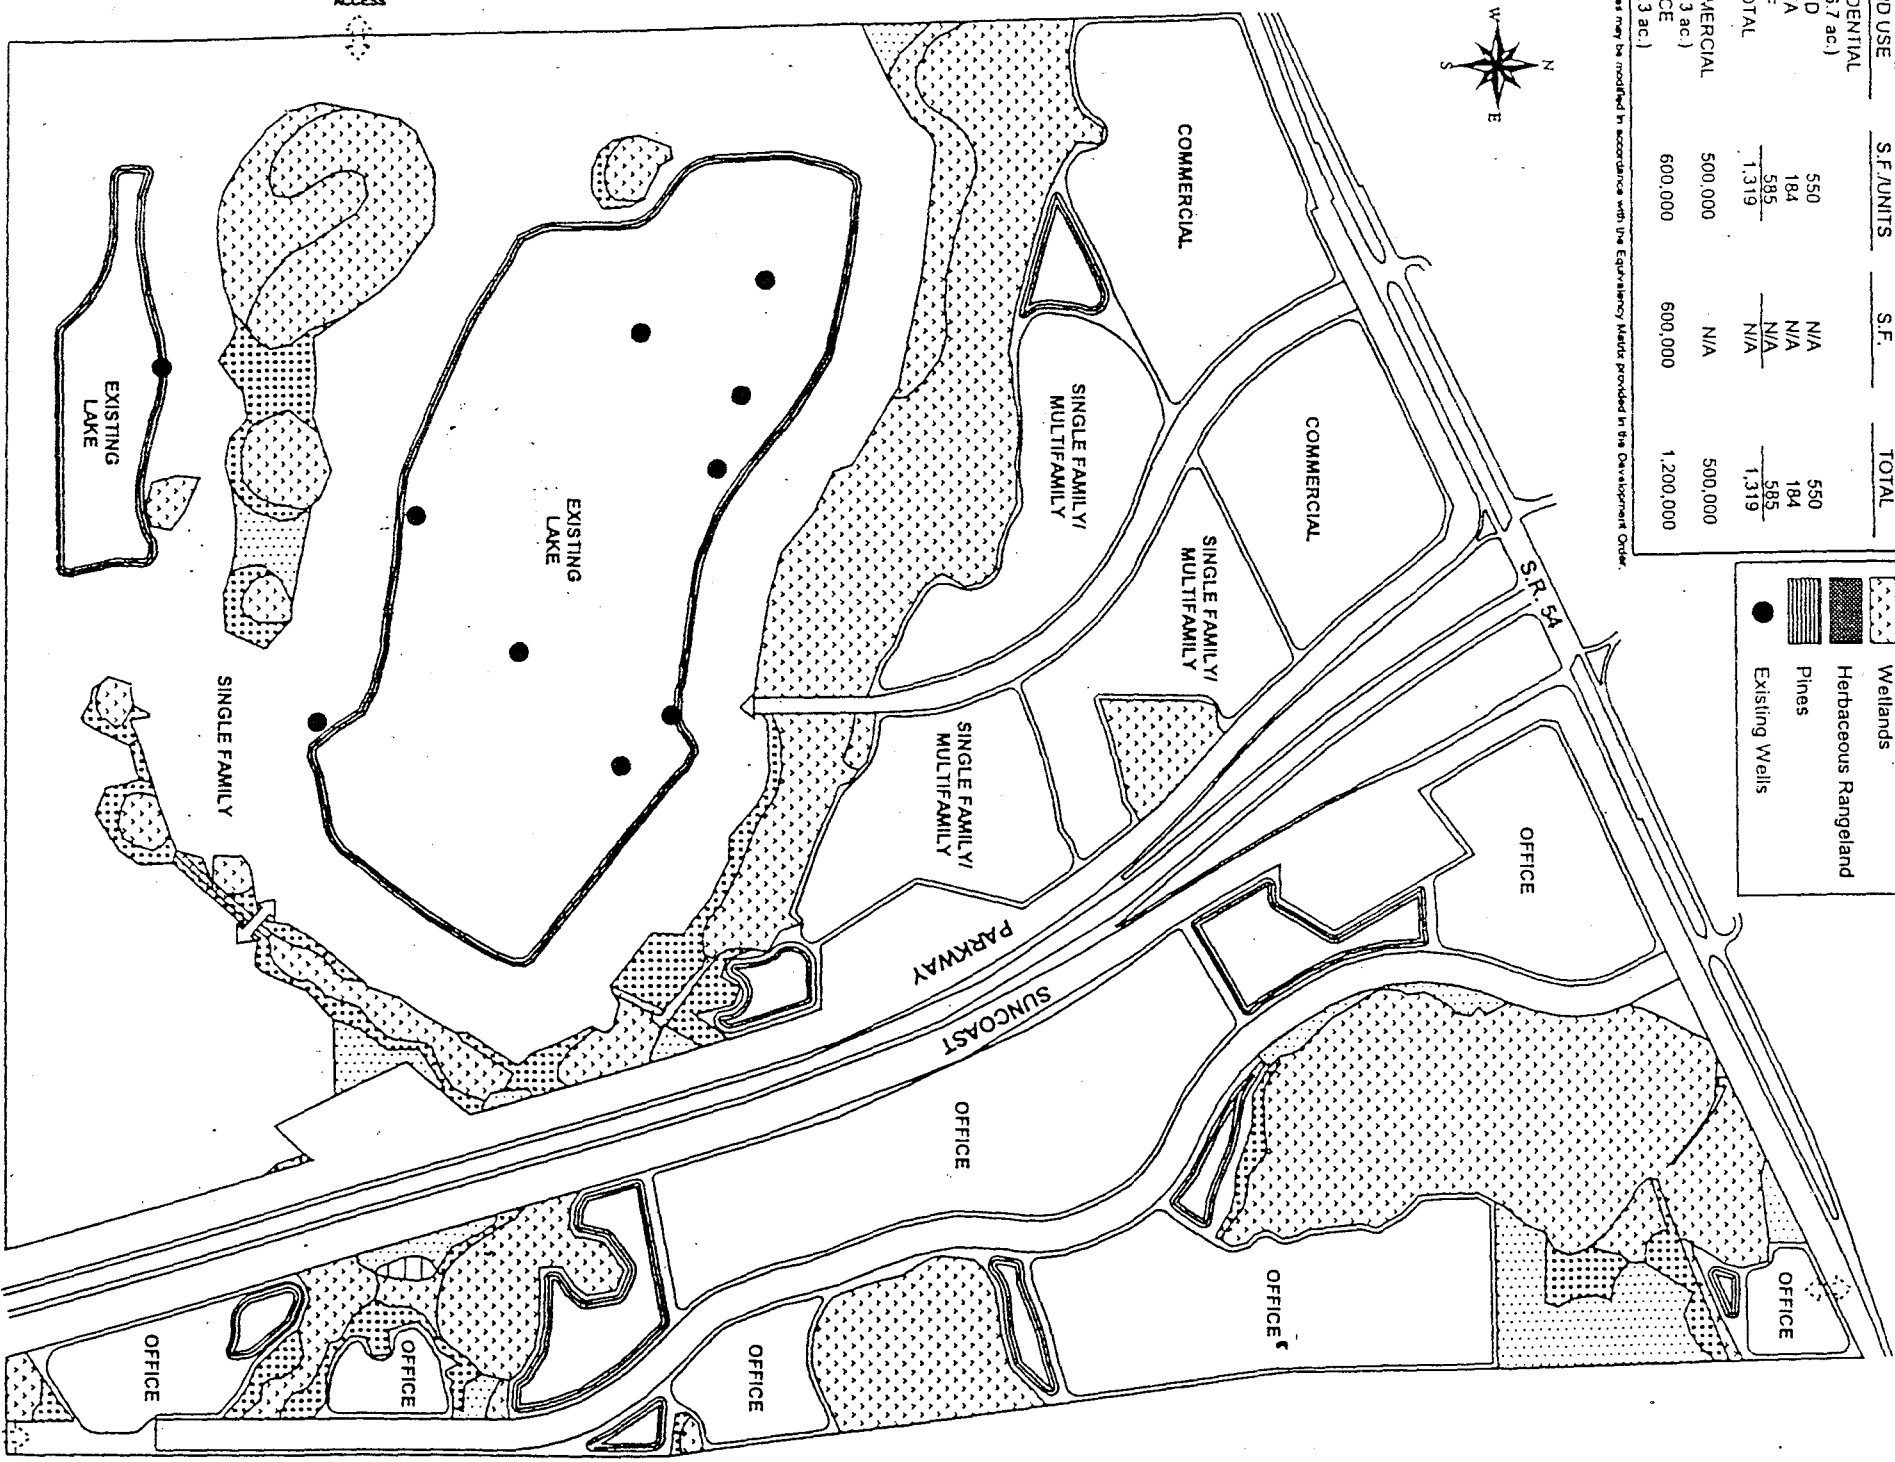 ACCESS
D USE
S.F./UNITS
S.F.
TOTAL
DENTIAL
5.7 ac.)
D
550
N/A
550
A
184
N/A
184
F
585
N/A
585
OTAL
1,319
N/A
1,319
MERCIAL
500,000
N/A
500,000
3 ac.)
ICE
600,000
600,000
1,200,000
3 ac.)
es may be modified in accordance with the Equivalency Matrix provided in the Development Order.
Wetlands
Herbaceous Rangeland
Pines
Existing Wells
N
E
S
W
S.R. 54
COMMERCIAL
COMMERCIAL
SINGLE FAMILY/
MULTIFAMILY
SINGLE FAMILY/
MULTIFAMILY
SINGLE FAMILY/
MULTIFAMILY
EXISTING
LAKE
EXISTING
LAKE
SINGLE FAMILY
SUNCOAST
PARKWAY
OFFICE
OFFICE
OFFICE
OFFICE
OFFICE
OFFICE
OFFICE